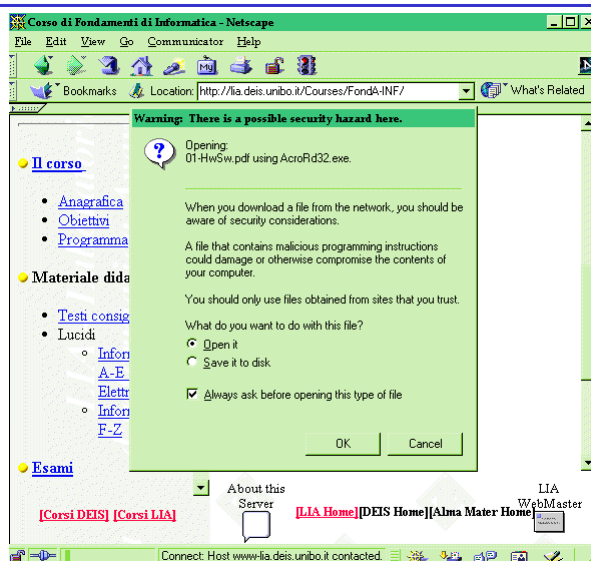 Corso di Fondamenti di Informatica - Netscape
File Edit View Go Communicator Help
Bookmarks Location: http://lia.deis.unibo.it/Courses/FondA-INF/ What's Related
Warning: There is a possible security hazard here.
Opening:
01-HwSw.pdf using AcroRd32.exe.
When you download a file from the network, you should be
aware of security considerations.
A file that contains malicious programming instructions
could damage or otherwise compromise the contents of
your computer.
You should only use files obtained from sites that you trust.
What do you want to do with this file?
Open it
Save it to disk
Always ask before opening this type of file
OK Cancel
Il corso
Anagrafica
Obiettivi
Programma
Materiale dida
Testi consig
Lucidi
Infor
A-E
Elettr
Infor
F-Z
Esami
[Corsi DEIS] [Corsi LIA]
About this
Server
[LIA Home][DEIS Home][Alma Mater Home
LIA
WebMaster
Connect: Host www-lia.deis.unibo.it contacted.